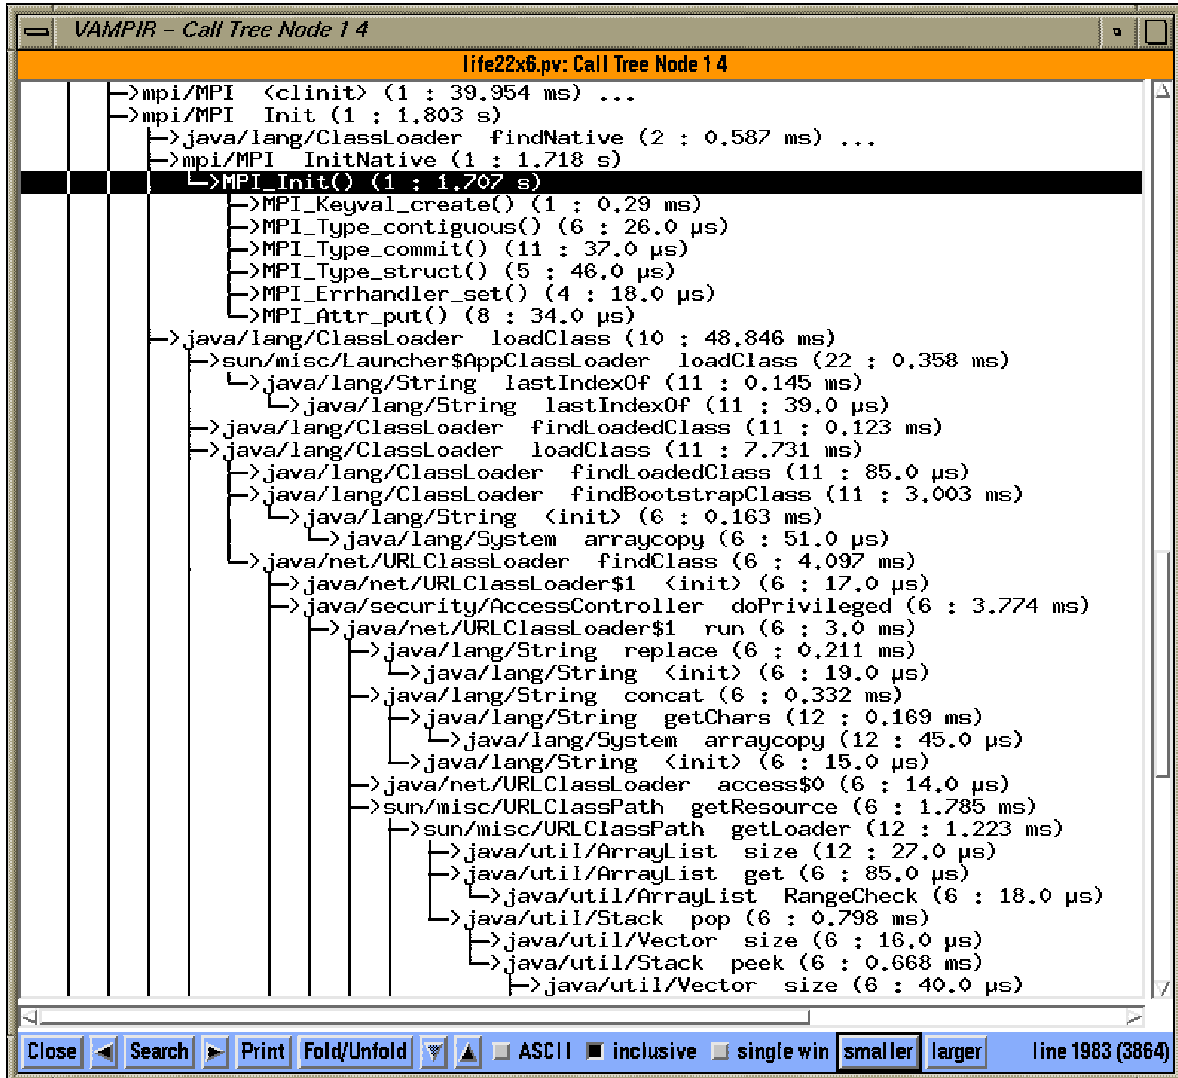 VAMPIR - Call Tree Node 1 4
life22x6.pv: Call Tree Node 1 4
->mpi/MPI <clinit> (1 : 39.954 ms) ...
->mpi/MPI Init (1 : 1.803 s)
->java/lang/ClassLoader findNative (2 : 0.587 ms) ...
->mpi/MPI InitNative (1 : 1.718 s)
->MPI_Init() (1 : 1.707 s)
->MPI_Keyval_create() (1 : 0.29 ms)
->MPI_Type_contiguous() (6 : 26.0 µs)
->MPI_Type_commit() (11 : 37.0 µs)
->MPI_Type_struct() (5 : 46.0 µs)
->MPI_Errhandler_set() (4 : 18.0 µs)
->MPI_Attr_put() (8 : 34.0 µs)
->java/lang/ClassLoader loadClass (10 : 48.846 ms)
->sun/misc/Launcher$AppClassLoader loadClass (22 : 0.358 ms)
->java/lang/String lastIndexOf (11 : 0.145 ms)
->java/lang/String lastIndexOf (11 : 39.0 µs)
->java/lang/ClassLoader findLoadedClass (11 : 0.123 ms)
->java/lang/ClassLoader loadClass (11 : 7.731 ms)
->java/lang/ClassLoader findLoadedClass (11 : 85.0 µs)
->java/lang/ClassLoader findBootstrapClass (11 : 3.003 ms)
->java/lang/String <init> (6 : 0.163 ms)
->java/lang/System arraycopy (6 : 51.0 µs)
->java/net/URLClassLoader findClass (6 : 4.097 ms)
->java/net/URLClassLoader$1 <init> (6 : 17.0 µs)
->java/security/AccessController doPrivileged (6 : 3.774 ms)
->java/net/URLClassLoader$1 run (6 : 3.0 ms)
->java/lang/String replace (6 : 0.211 ms)
->java/lang/String <init> (6 : 19.0 µs)
->java/lang/String concat (6 : 0.332 ms)
->java/lang/String getChars (12 : 0.169 ms)
->java/lang/System arraycopy (12 : 45.0 µs)
->java/lang/String <init> (6 : 15.0 µs)
->java/net/URLClassLoader access$0 (6 : 14.0 µs)
->sun/misc/URLClassPath getResource (6 : 1.785 ms)
->sun/misc/URLClassPath getLoader (12 : 1.223 ms)
->java/util/ArrayList size (12 : 27.0 µs)
->java/util/ArrayList get (6 : 85.0 µs)
->java/util/ArrayList RangeCheck (6 : 18.0 µs)
->java/util/Stack pop (6 : 0.798 ms)
->java/util/Vector size (6 : 16.0 µs)
->java/util/Stack peek (6 : 0.668 ms)
->java/util/Vector size (6 : 40.0 µs)
Close Search Print Fold/Unfold ASCII inclusive single win smaller larger line 1983 (3864)